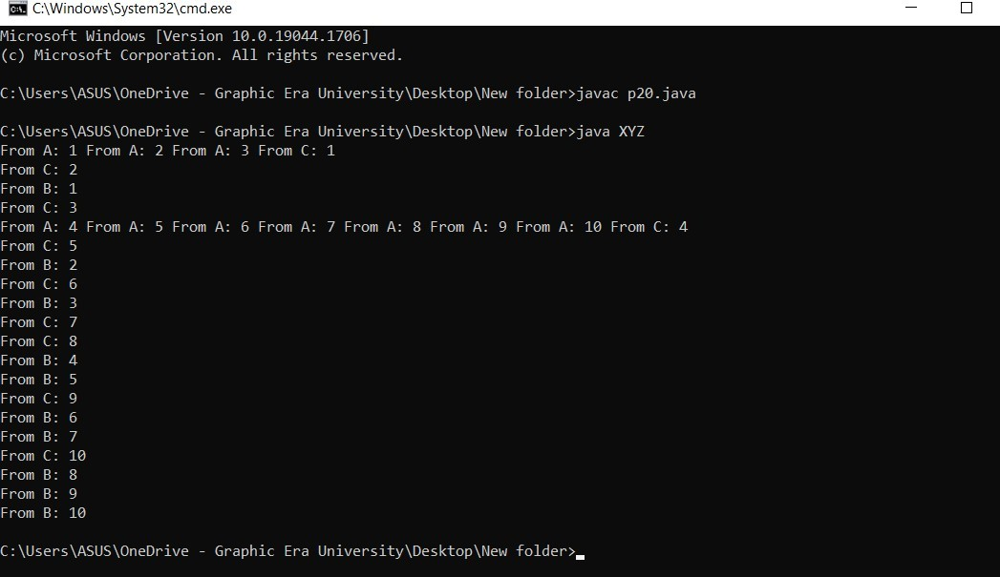 C:\Windows\System32\cmd.exe
Microsoft Windows [Version 10.0.19044.1706]
(c) Microsoft Corporation. All rights reserved.
C:\Users\ASUS\OneDrive - Graphic Era University\Desktop\New folder>javac p20.java
C:\Users\ASUS\OneDrive - Graphic Era University\Desktop\New folder>java XYZ
From A: 1 From A: 2 From A: 3 From C: 1
From C: 2
From B: 1
From C: 3
From A: 4 From A: 5 From A: 6 From A: 7 From A: 8 From A: 9 From A: 10 From C: 4
From C: 5
From B: 2
From C: 6
From B: 3
From C: 7
From C: 8
From B: 4
From B: 5
From C: 9
From B: 6
From B: 7
From C: 10
From B: 8
From B: 9
From B: 10
C:\Users\ASUS\OneDrive - Graphic Era University\Desktop\New folder>